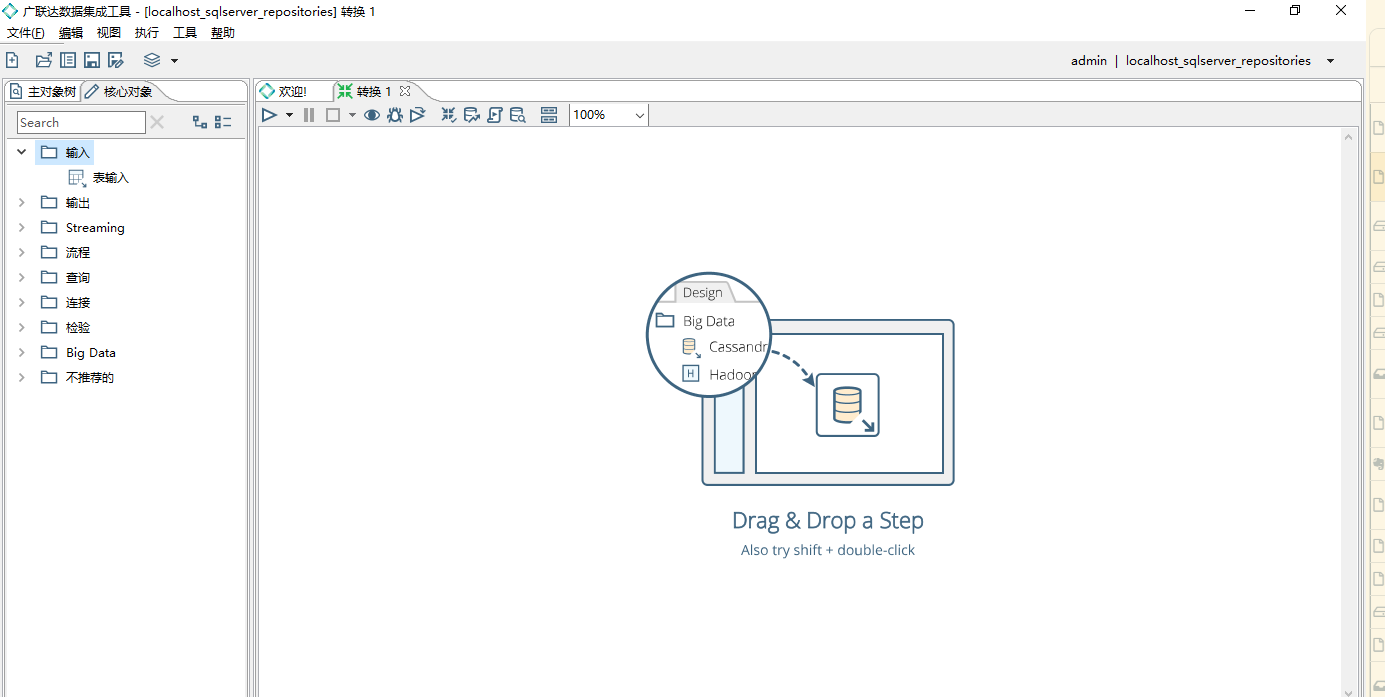 广联达数据集成工具 - [localhost_sqlserver_repositories] 转换 1
文件(F) 编辑 视图 执行 工具 帮助
admin | localhost_sqlserver_repositories
主对象树 核心对象
欢迎! 转换 1
Search
100%
输入
表输入
输出
Streaming
流程
查询
连接
检验
Big Data
不推荐的
Design
Big Data
Cassandr
H Hadoop
Drag & Drop a Step
Also try shift + double-click